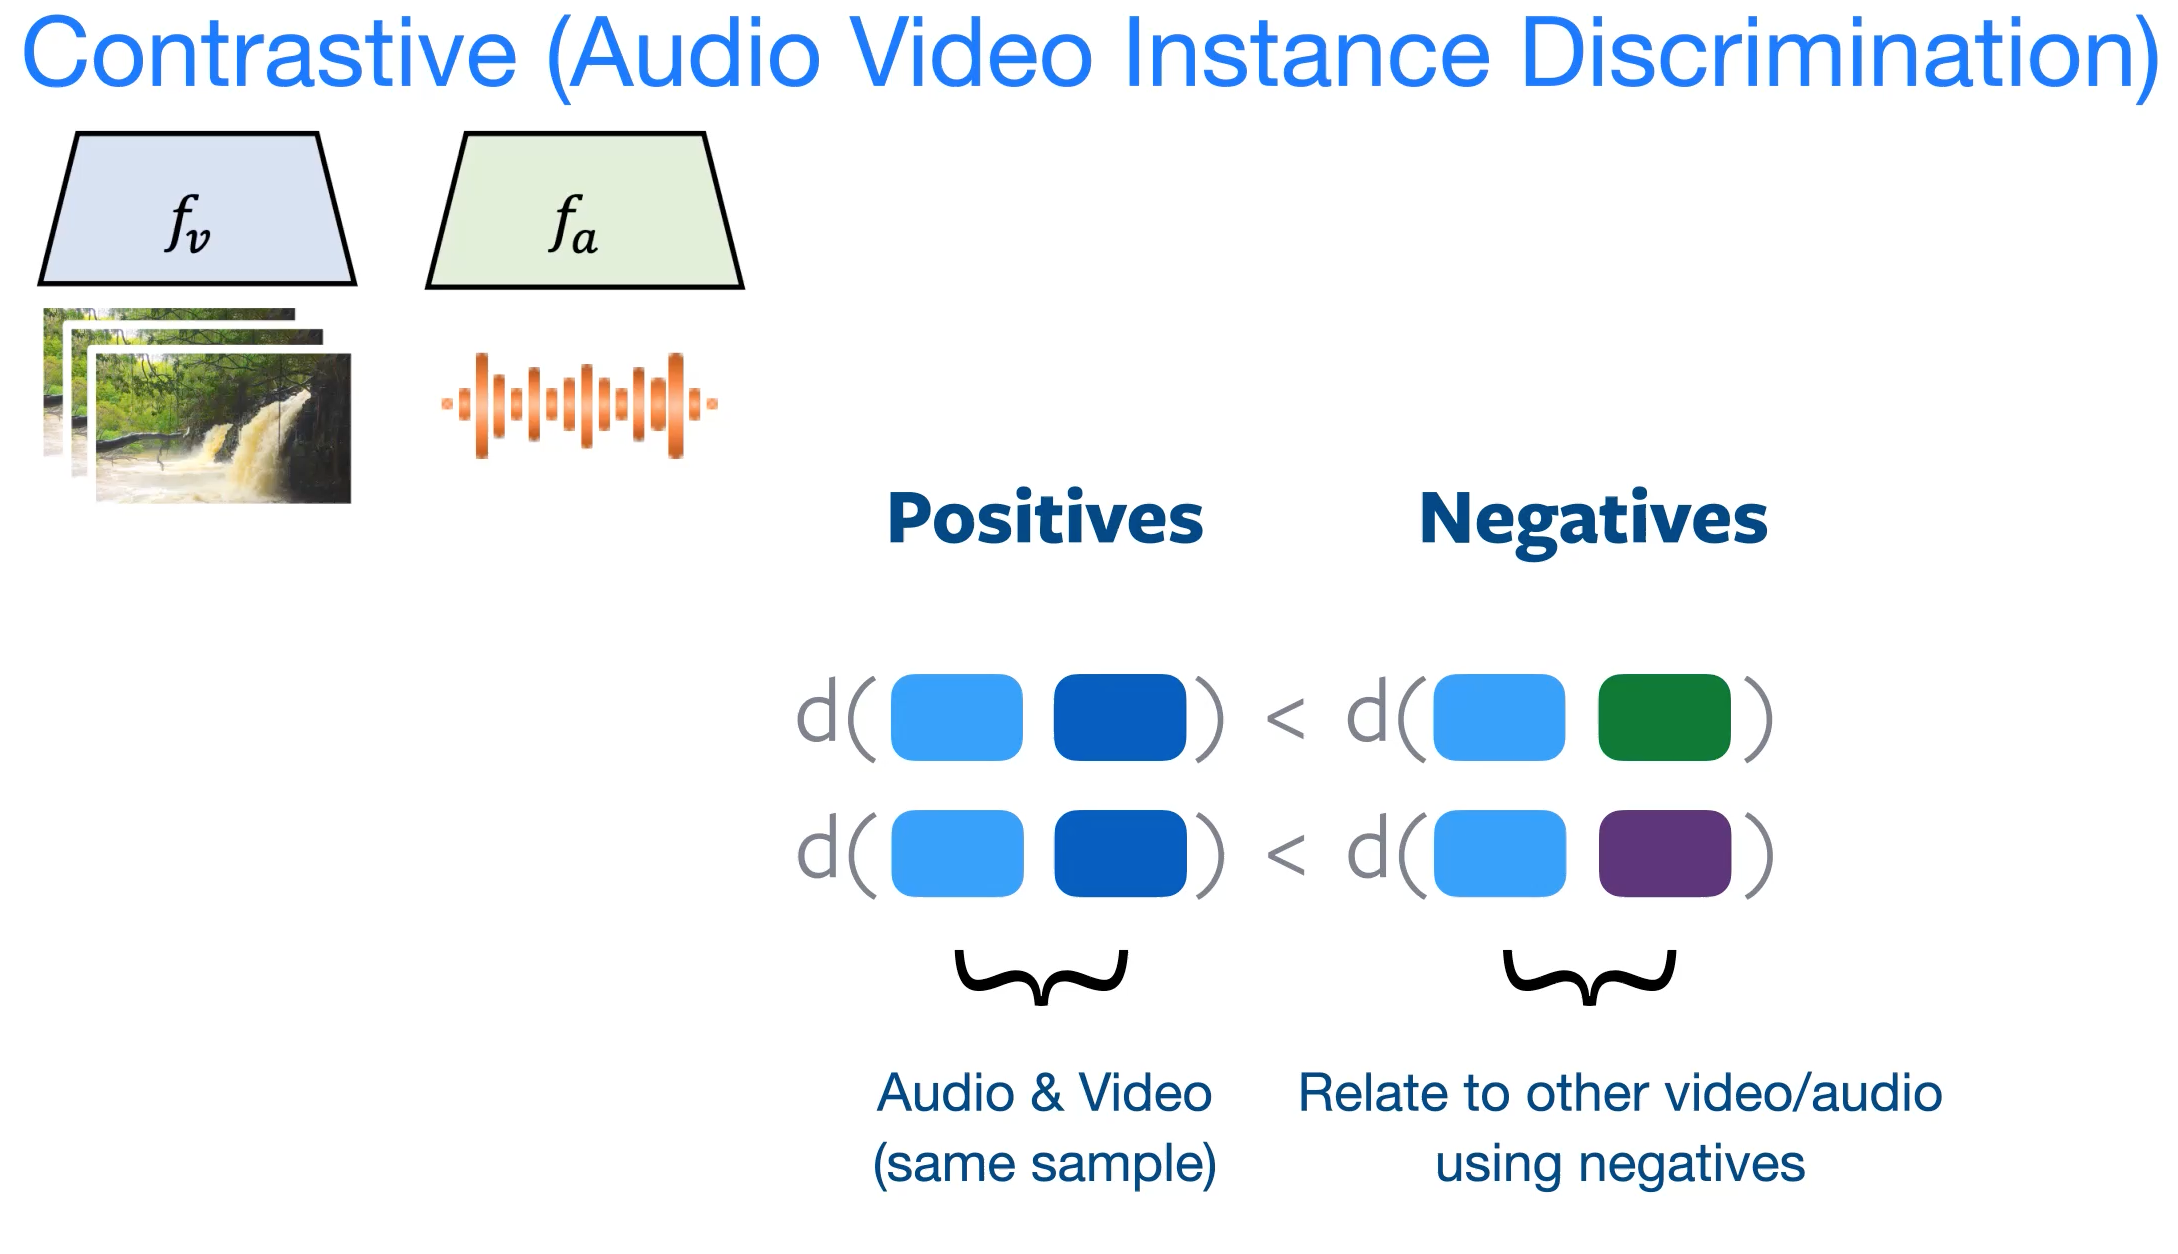 Contrastive (Audio Video Instance Discrimination)
f_v f_a
Positives Negatives
d( ) < d( )
d( ) < d( )
Audio & Video
(same sample)
Relate to other video/audio
using negatives